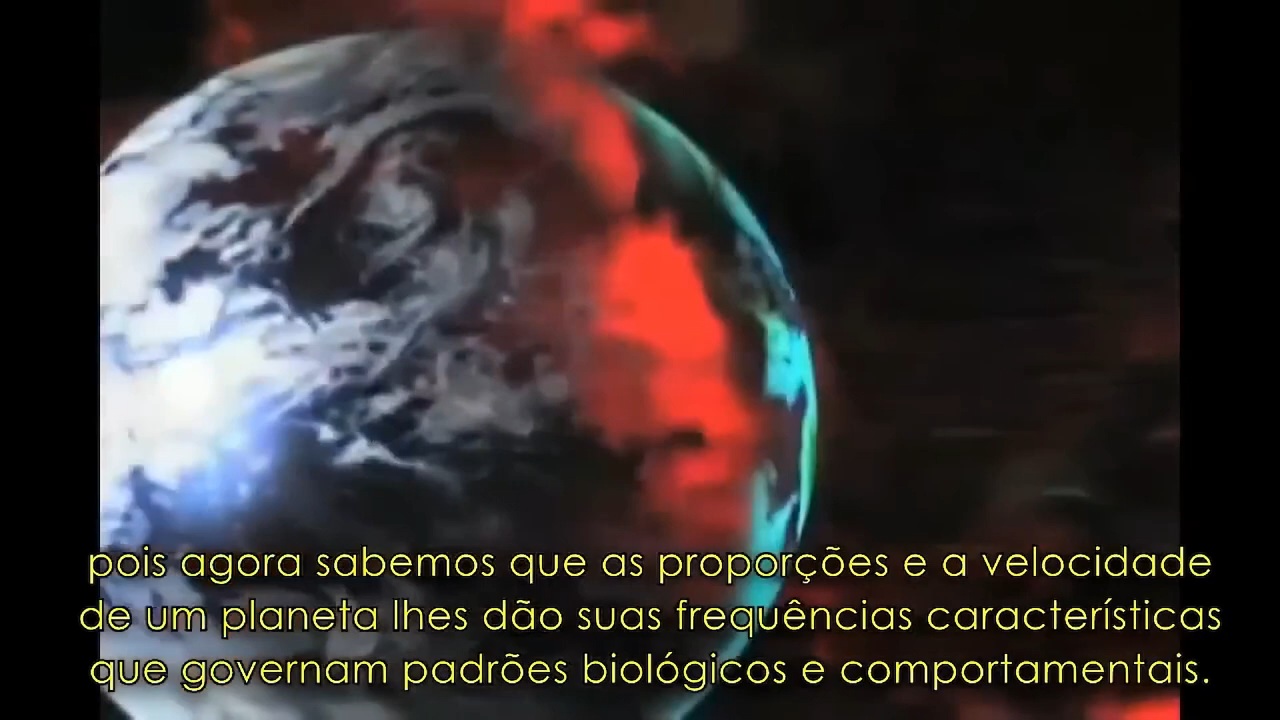 pois agora sabemos que as proporções e a velocidade
de um planeta lhes dão suas frequências características
que governam padrões biológicos e comportamentais.